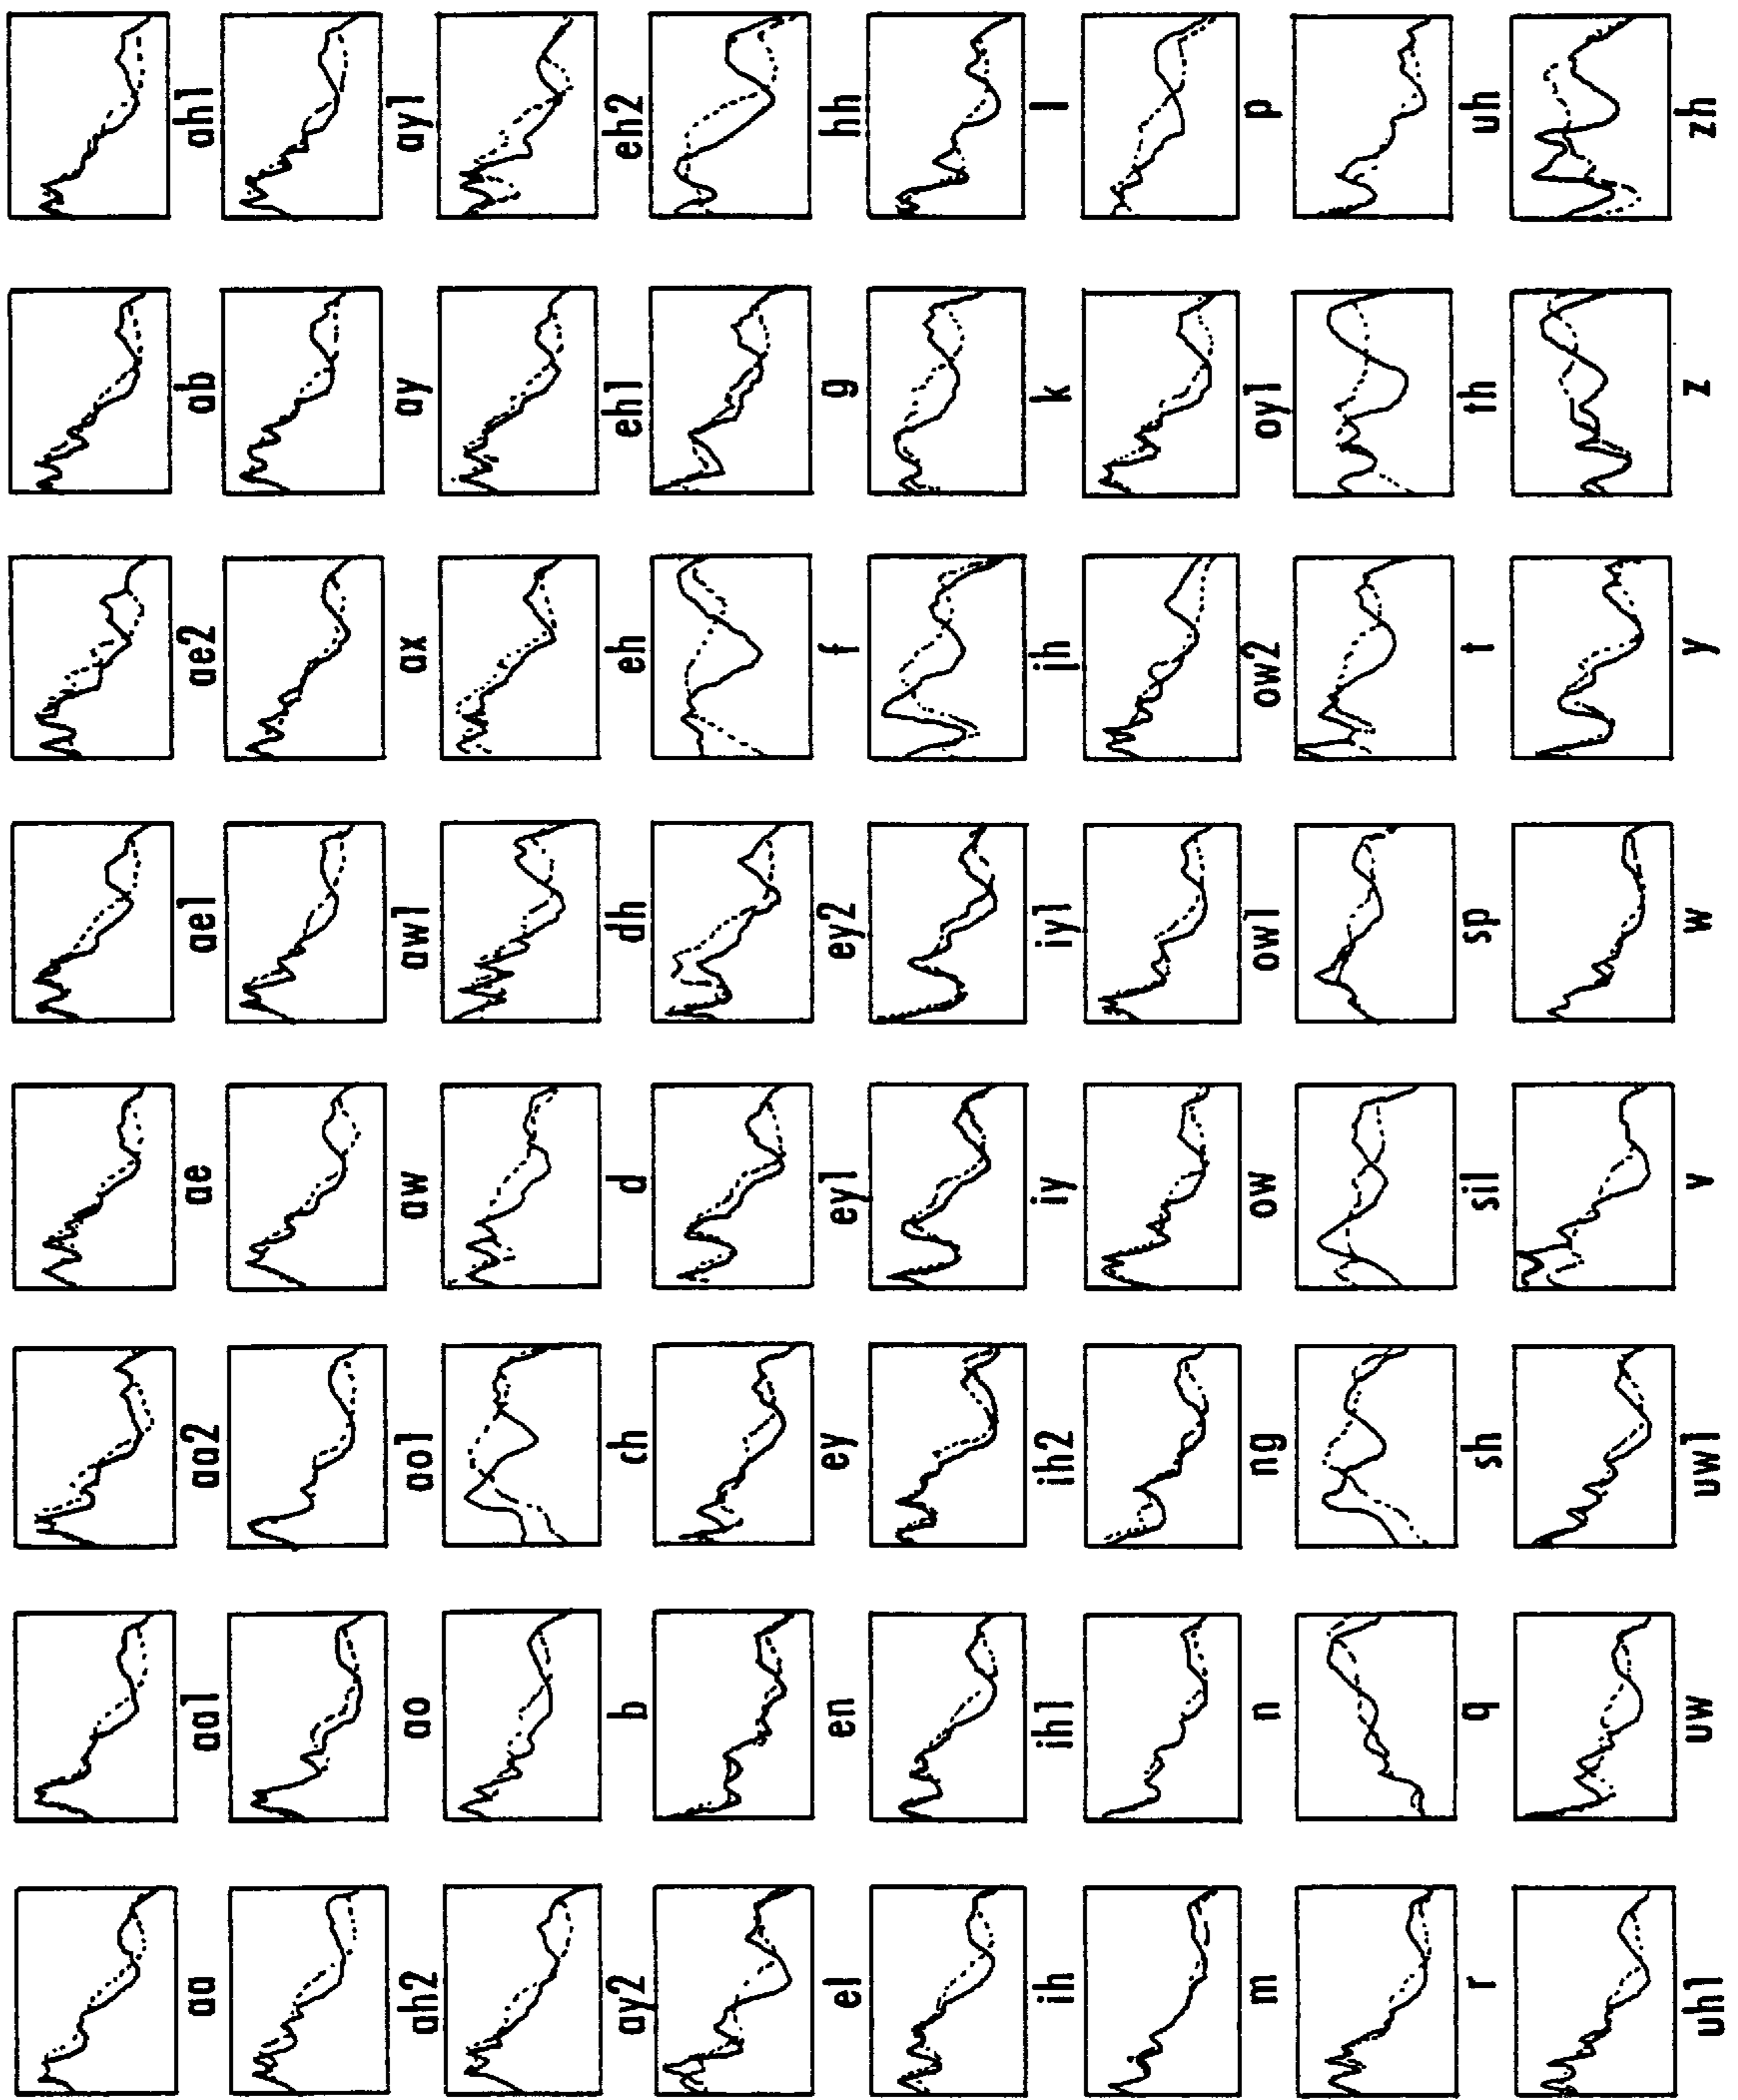 aa aa1 aa2 ae ae1 ae2 ab ah1
ah2 ao ao1 aw aw1 ax ay ay1
ay2 b ch d dh eh eh1 eh2
el en ey ey1 ey2 f g hh
ih ih1 ih2 iy iy1 jh k l
m n ng ow ow1 ow2 oy1 p
r q sh sil sp t th uh
uh1 uw uw1 v w y z zh